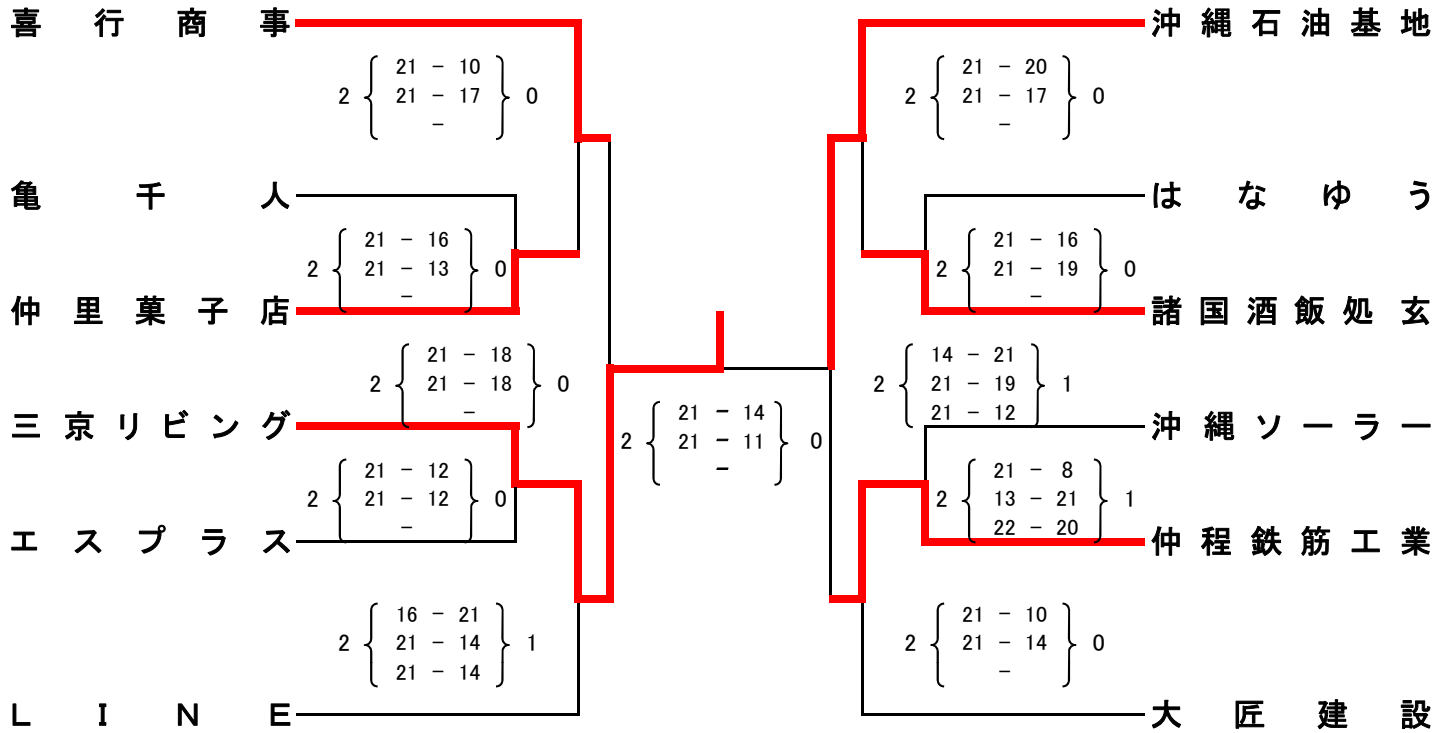 喜行商事
沖縄石油基地
21 − 10
2 21 − 17 0
−
21 − 20
2 21 − 17 0
−
亀千人
はなゆう
21 − 16
2 21 − 13 0
−
21 − 16
2 21 − 19 0
−
仲里菓子店
諸国酒飯処玄
21 − 18
2 21 − 18 0
−
14 − 21
2 21 − 19 1
21 − 12
三京リビング
沖縄ソーラー
21 − 14
2 21 − 11 0
−
21 − 12
2 21 − 12 0
−
21 − 8
2 13 − 21 1
22 − 20
エスプラス
仲程鉄筋工業
16 − 21
2 21 − 14 1
21 − 14
21 − 10
2 21 − 14 0
−
ＬＩＮＥ
大匠建設